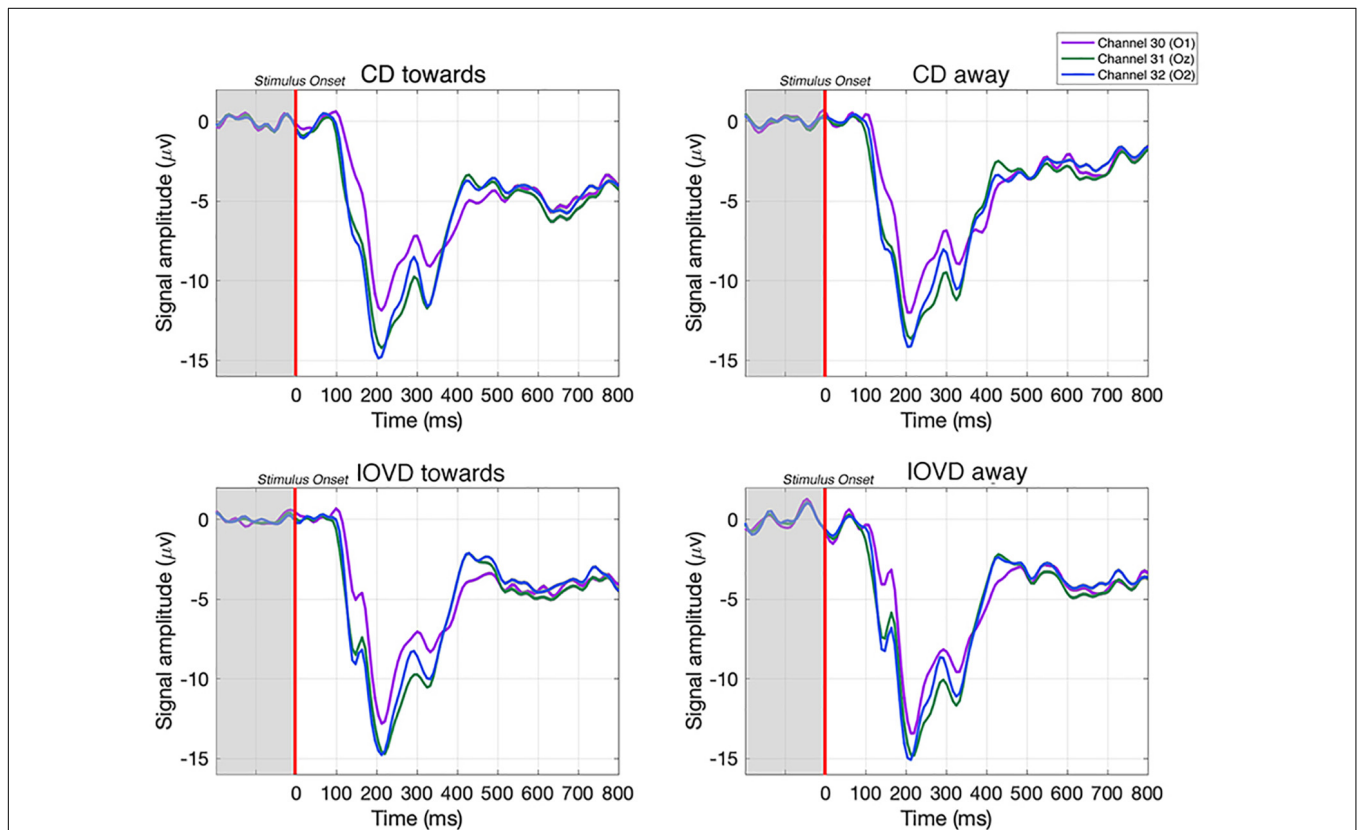 Channel 30 (O1)
Channel 31 (Oz)
Channel 32 (O2)
Stimulus Onset
CD towards
0
-5
-10
-15
Signal amplitude (μv)
0 100 200 300 400 500 600 700 800
Time (ms)
Stimulus Onset
CD away
0
-5
-10
-15
Signal amplitude (μv)
0 100 200 300 400 500 600 700 800
Time (ms)
Stimulus Onset
IOVD towards
0
-5
-10
-15
Signal amplitude (μv)
0 100 200 300 400 500 600 700 800
Time (ms)
Stimulus Onset
IOVD away
0
-5
-10
-15
Signal amplitude (μv)
0 100 200 300 400 500 600 700 800
Time (ms)